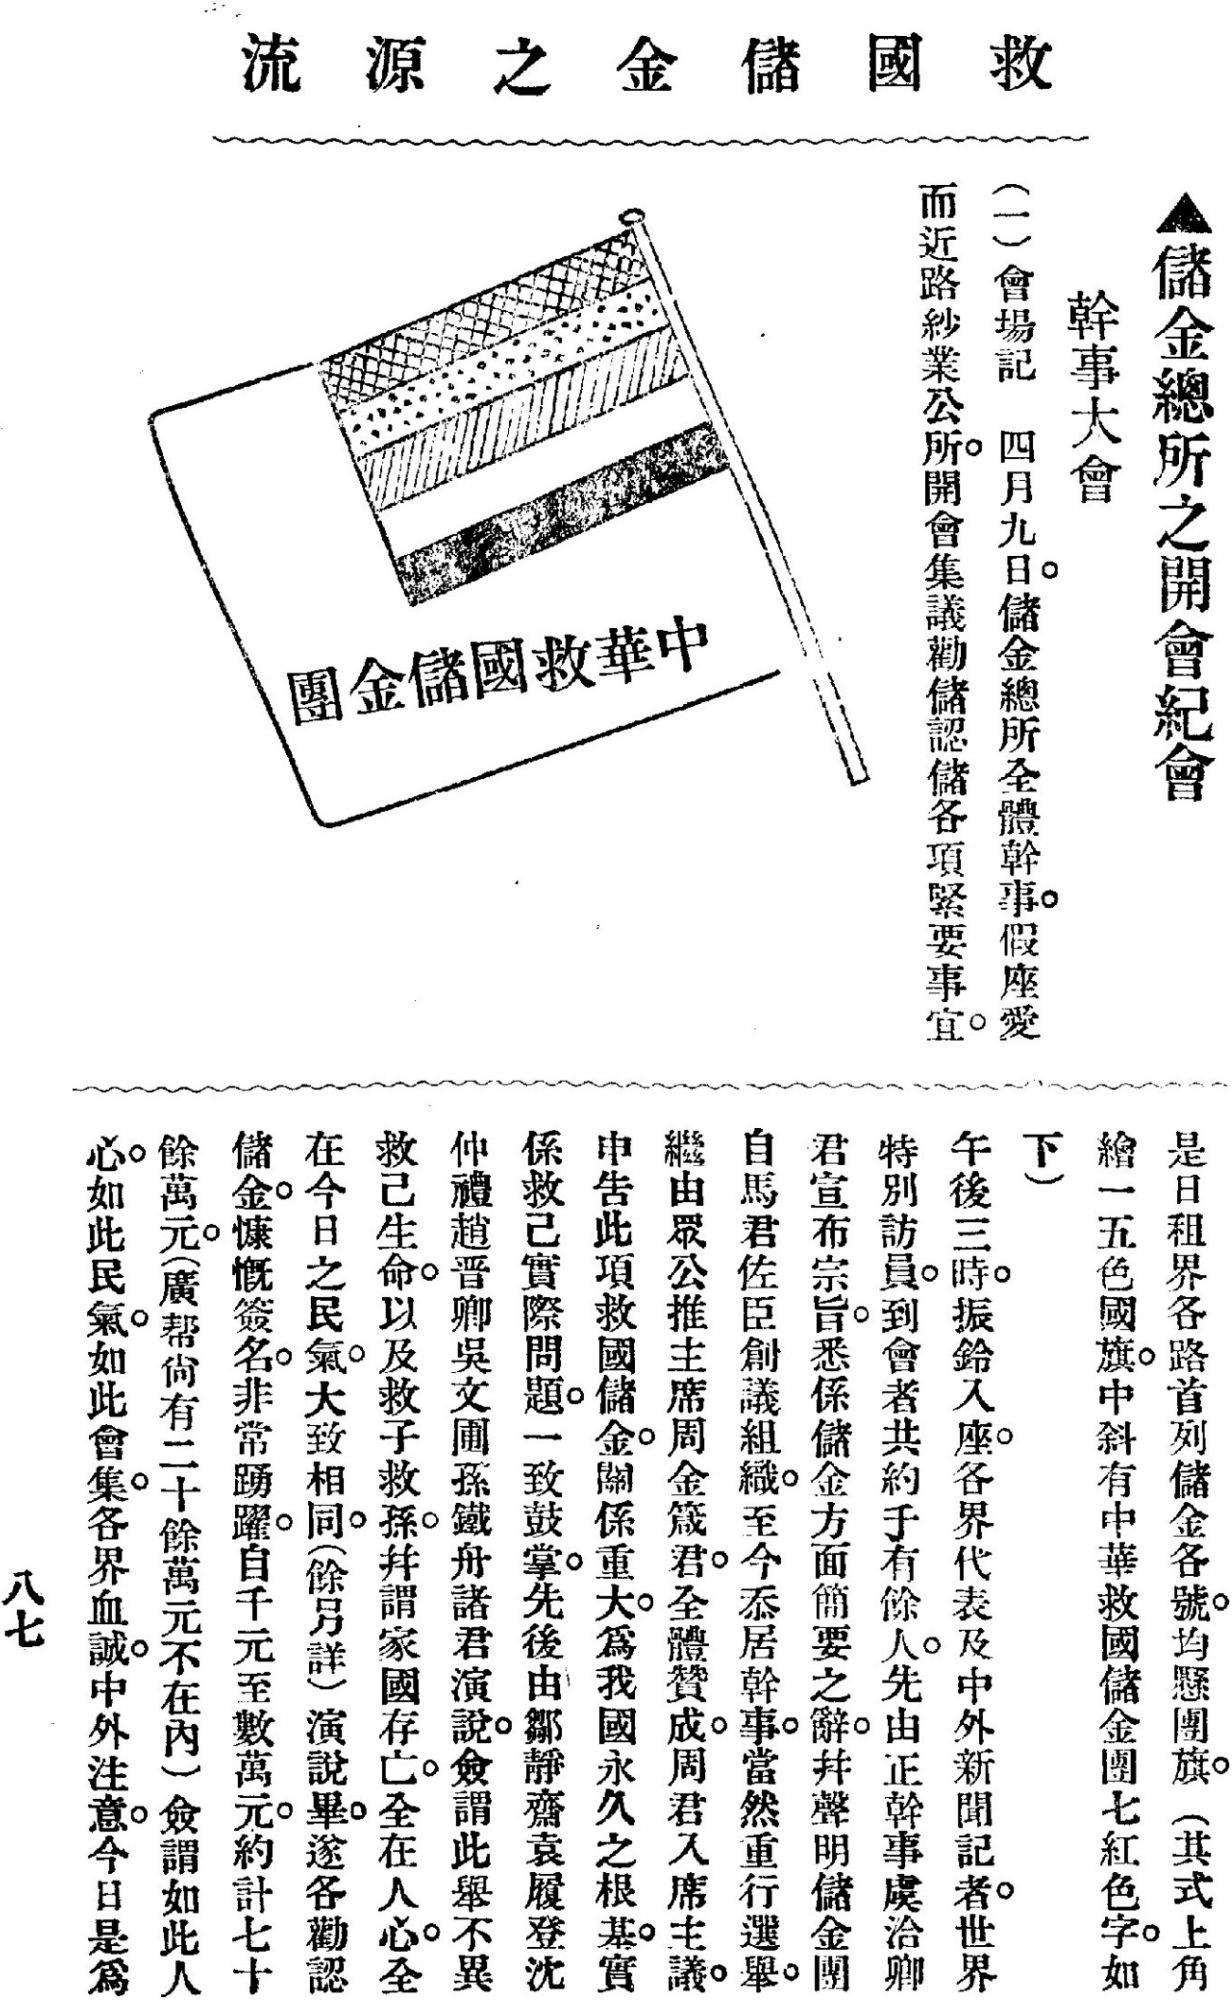 救國儲金之源流
▲儲金總所之開會紀會
幹事大會
(一)會場記　四月九日。儲金總所全體幹事。假座愛
而近路紗業公所。開會集議勸儲認儲各項緊要事宜。
中華救國儲金團
是日租界各路首列儲金各號。均懸團旗。(其式上角
繪一五色國旗。中斜有中華救國儲金團七紅色字。如
下)
午後三時。振鈴入座。各界代表及中外新聞記者。世界
特別訪員。到會者共約千有餘人。先由正幹事虞洽卿
君宣布宗旨。悉係儲金方面簡要之辭。幷聲明儲金團
自馬君佐臣創議組織。至今忝居幹事。當然重行選舉。
繼由眾公推主席周金箴君。全體贊成。周君入席主議。
申吿此項救國儲金。關係重大。爲我國永久之根基。實
係救己實際問題。一致鼓掌。先後由鄒靜齋袁履登沈
仲禮趙晋卿吳文圃孫鐵舟諸君演說。僉謂此舉不異
救己生命。以及救子救孫。幷謂家國存亡。全在人心。全
在今日之民氣。大致相同。(餘另詳)演說畢。遂各勸認
儲金。慷慨簽名。非常踴躍。自千元至數萬元。約計七十
餘萬元。(廣帮尙有二十餘萬元不在內)僉謂如此人
心。如此民氣。如此會集。各界血誠。中外注意。今日是爲
八七